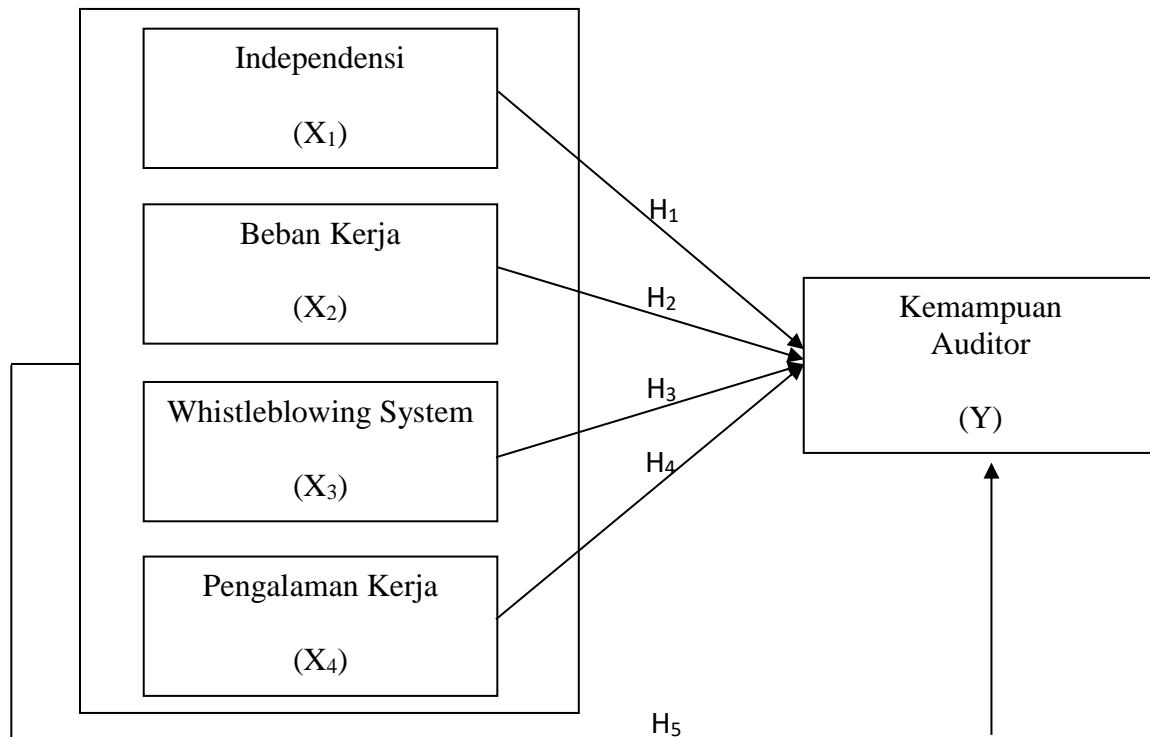 Independensi
(X₁)
H₁
Beban Kerja
(X₂)
H₂
Whistleblowing System
(X₃)
H₃
Pengalaman Kerja
(X₄)
H₄
Kemampuan
Auditor
(Y)
H₅